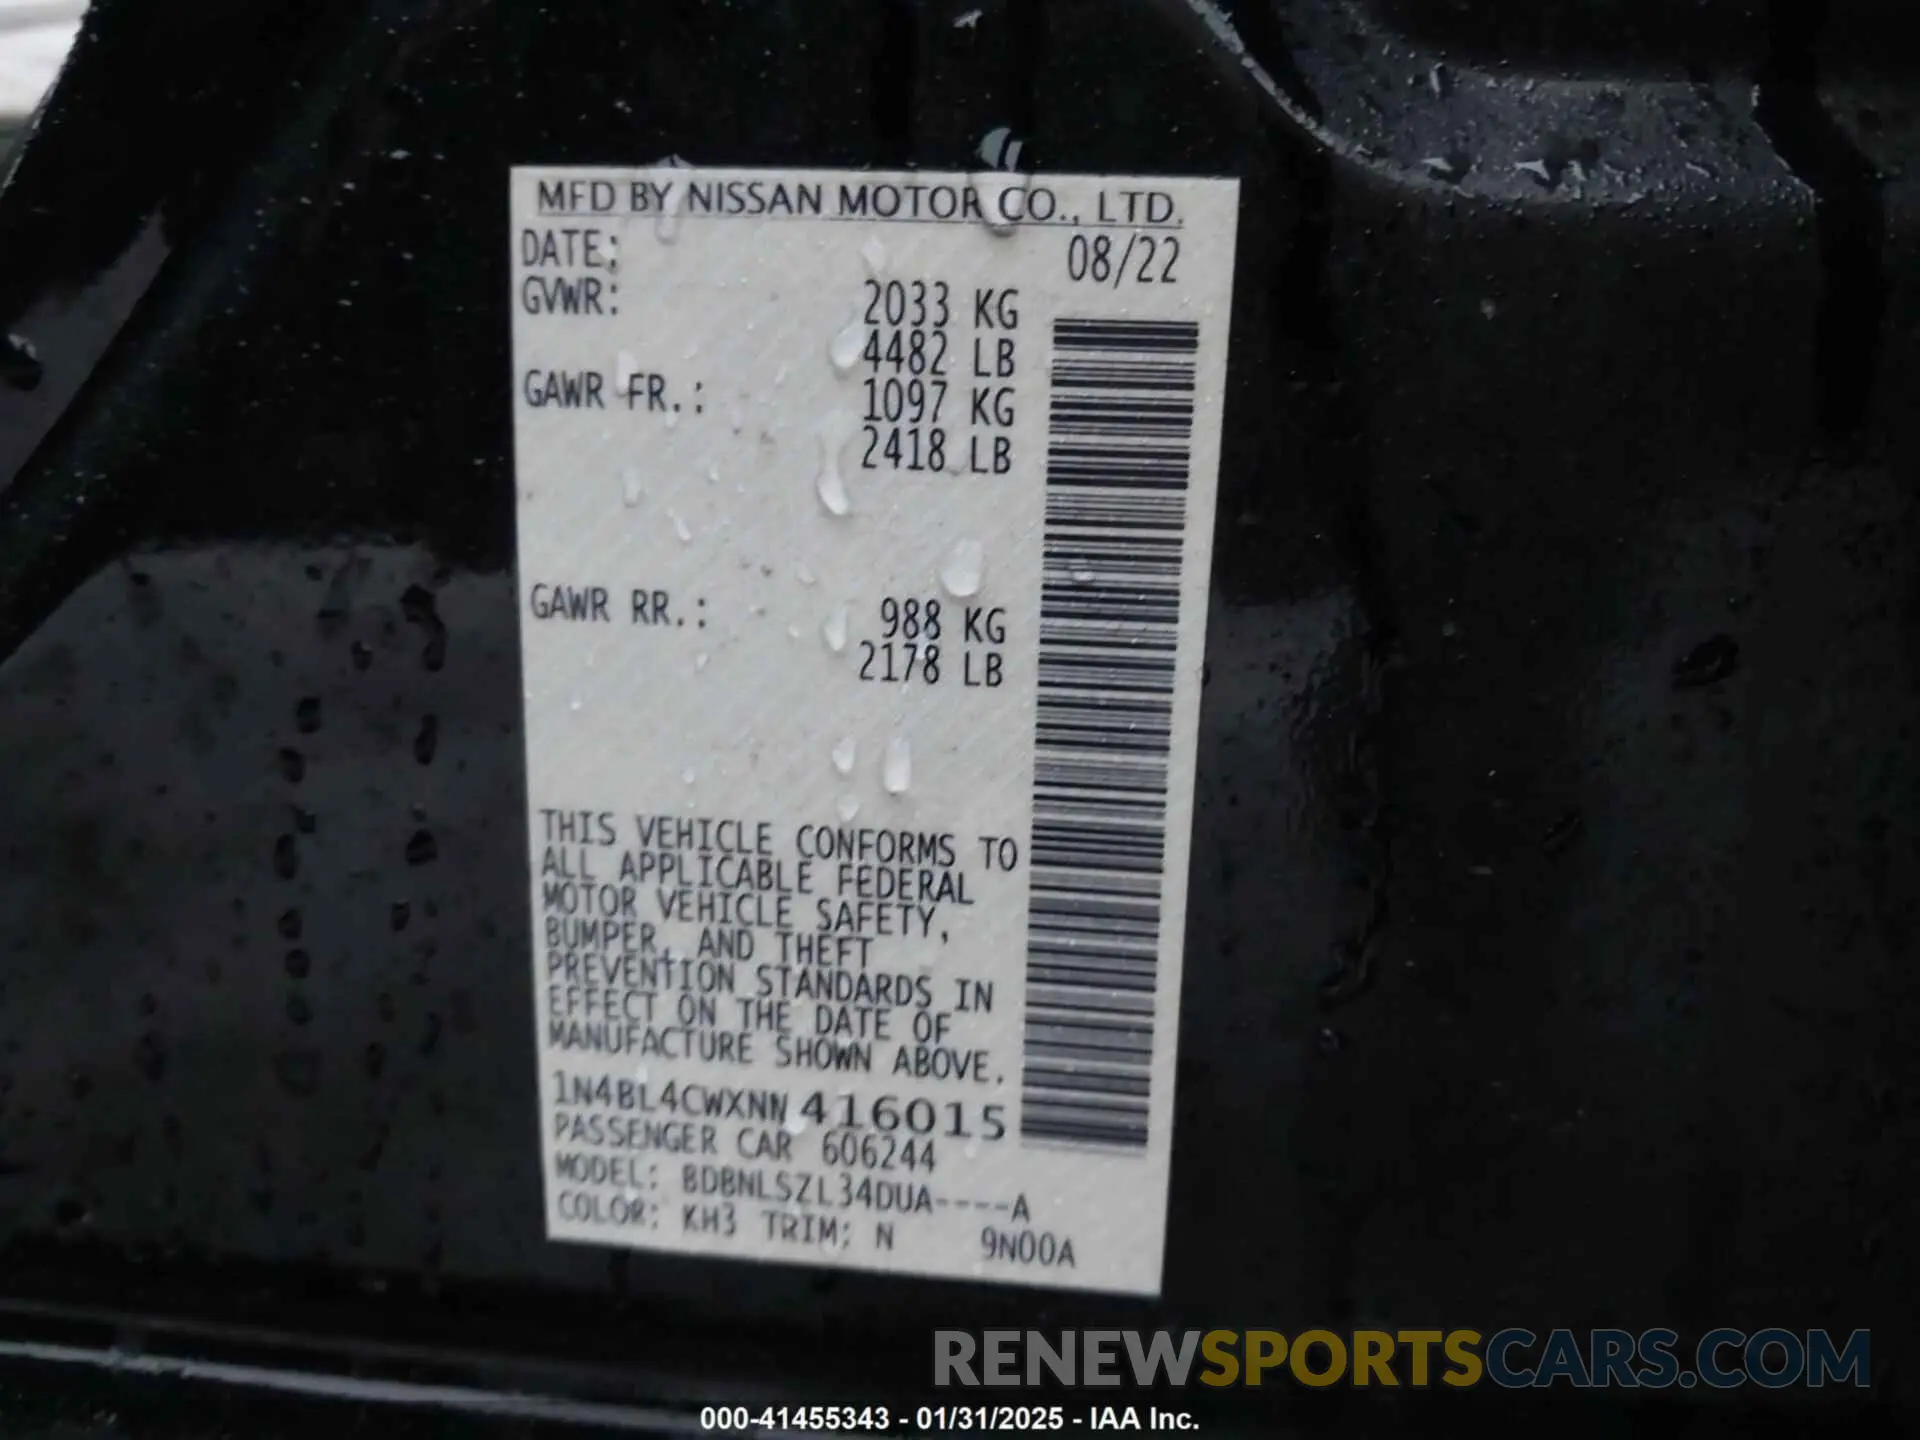 MFD BY NISSAN MOTOR CO., LTD.
DATE: 08/22
GVWR: 2033 KG
4482 LB
GAWR FR.: 1097 KG
2418 LB
GAWR RR.: 988 KG
2178 LB
THIS VEHICLE CONFORMS TO
ALL APPLICABLE FEDERAL
MOTOR VEHICLE SAFETY,
BUMPER, AND THEFT
PREVENTION STANDARDS IN
EFFECT ON THE DATE OF
MANUFACTURE SHOWN ABOVE.
1N4BL4CWXNN416015
PASSENGER CAR 606244
MODEL: BDBNLSZL34DUA----A
COLOR: KH3 TRIM: N 9N00A
RENEWSPORTSCARS.COM
000-41455343 - 01/31/2025 - IAA Inc.